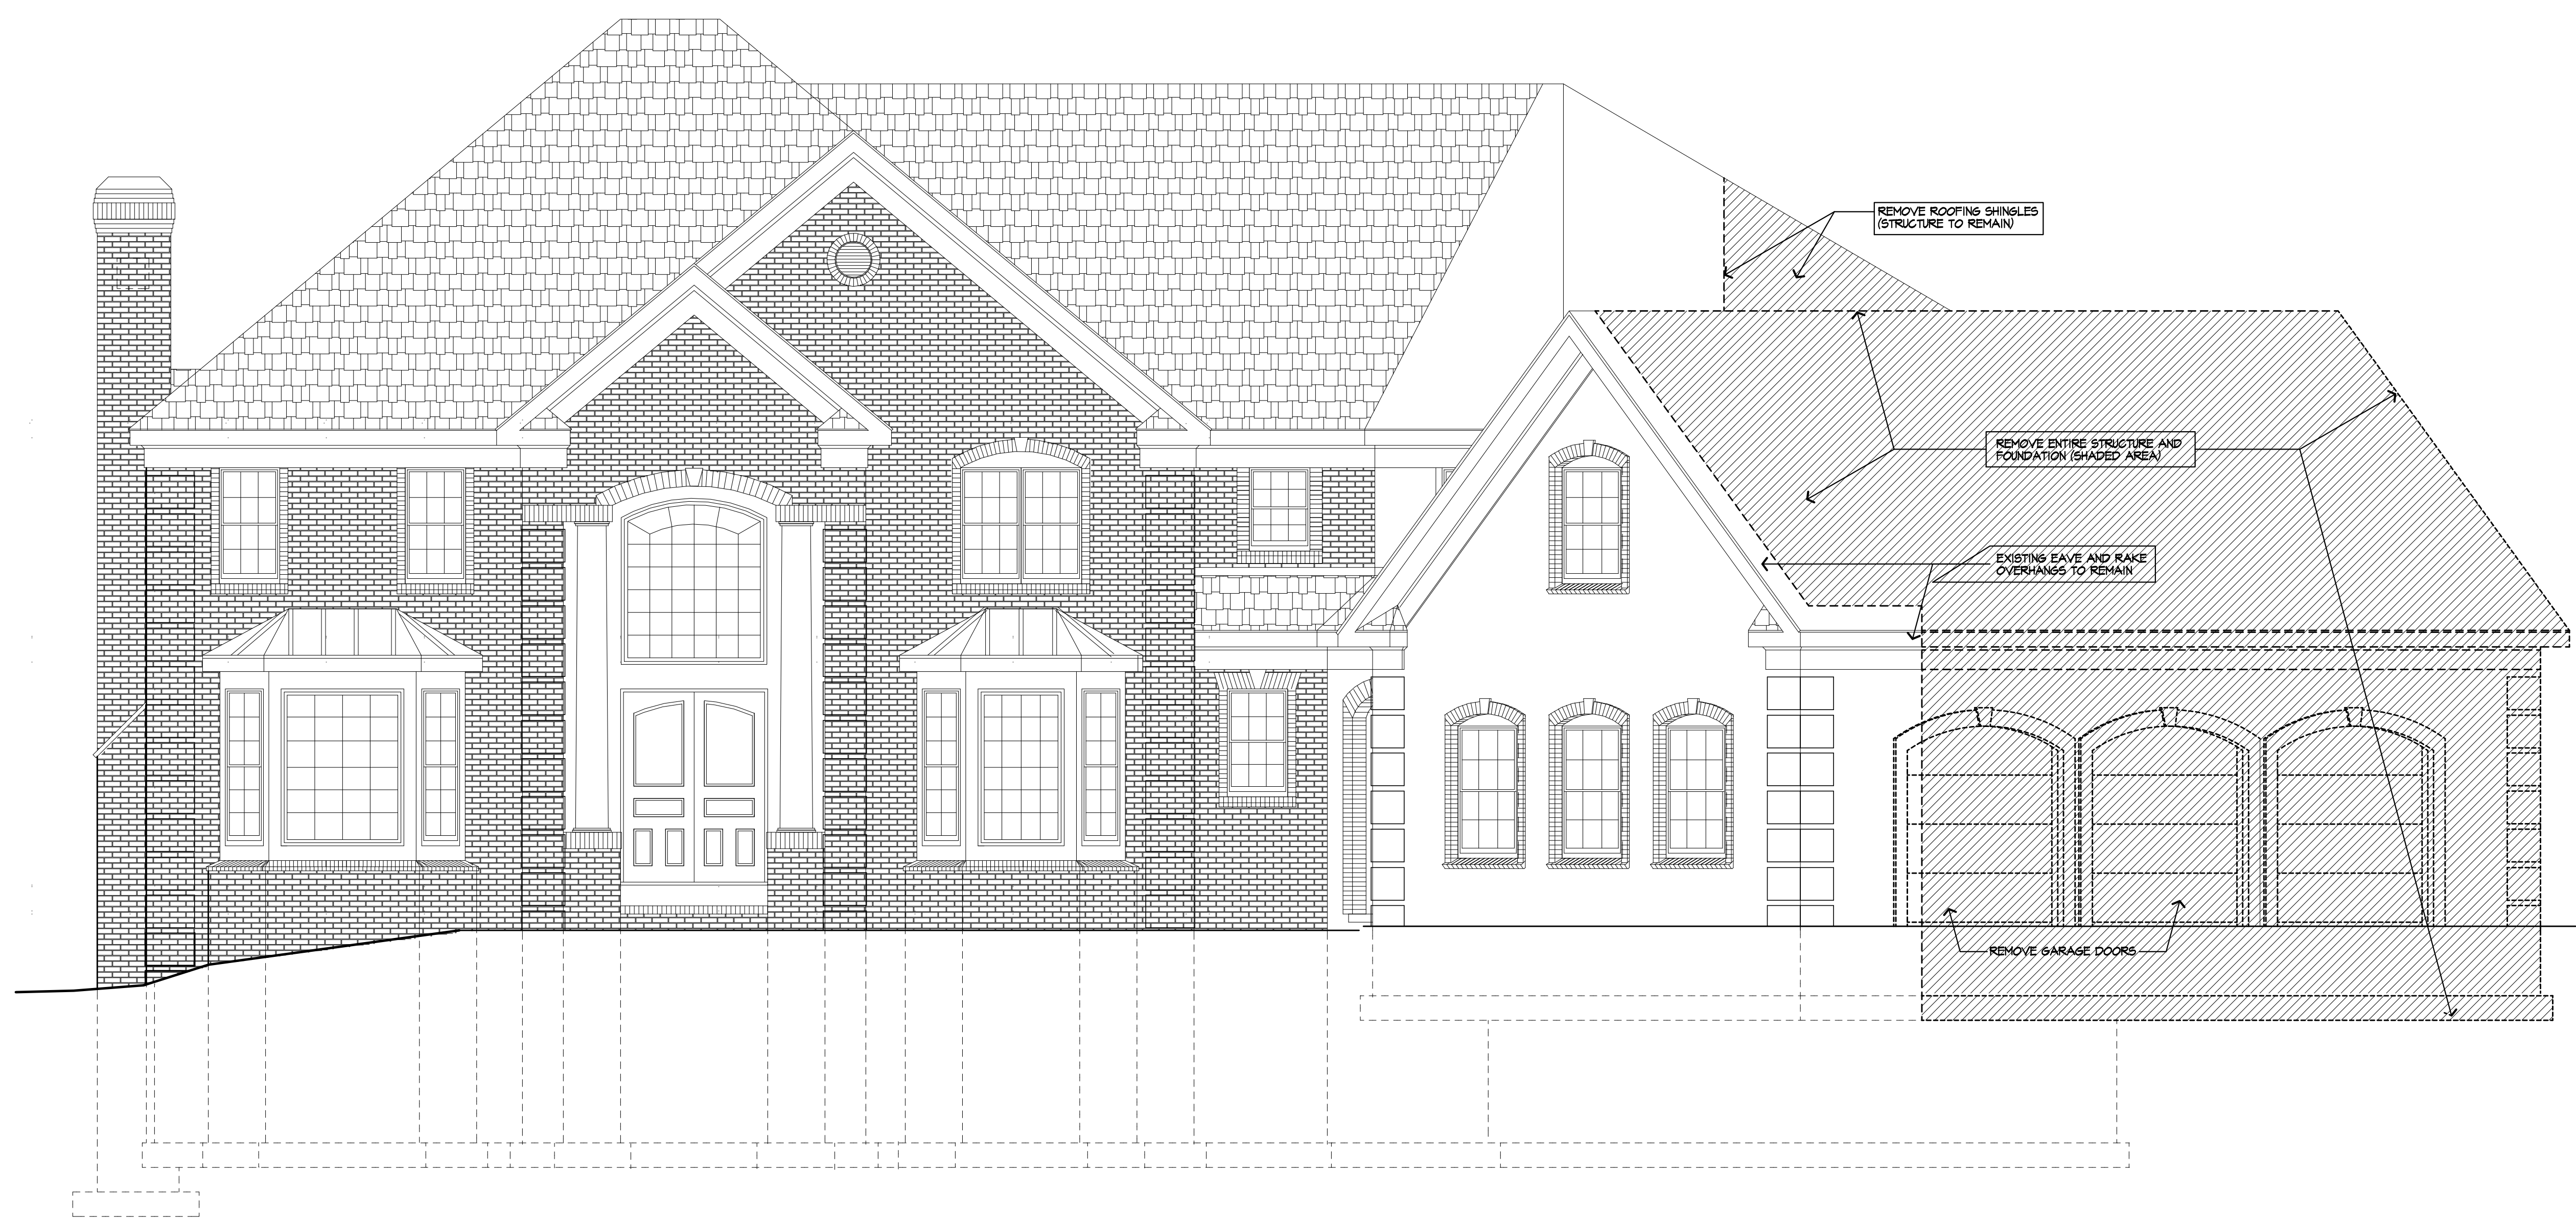 REMOVE ROOFING SHINGLES
(STRUCTURE TO REMAIN)
REMOVE ENTIRE STRUCTURE AND
FOUNDATION (SHADED AREA)
EXISTING EAVE AND RAKE
OVERHANGS TO REMAIN
REMOVE GARAGE DOORS